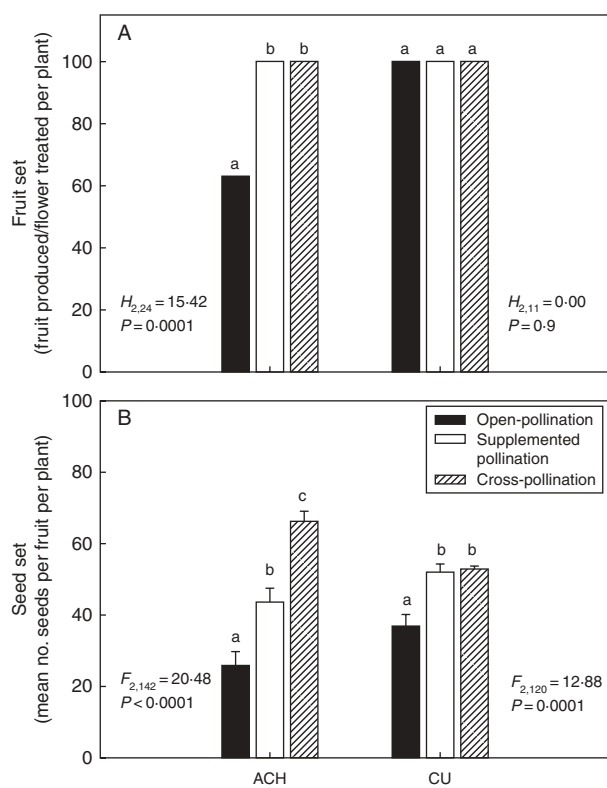 A
Fruit set
(fruit produced/flower treated per plant)
100
80
60
40
20
0
a
b
b
a
a
a
H2,24 = 15·42
P = 0·0001
H2,11 = 0·00
P = 0·9
B
Seed set
(mean no. seeds per fruit per plant)
100
80
60
40
20
0
Open-pollination
Supplemented
pollination
Cross-pollination
a
b
c
a
b
b
F2,142 = 20·48
P < 0·0001
F2,120 = 12·88
P = 0·0001
ACH
CU